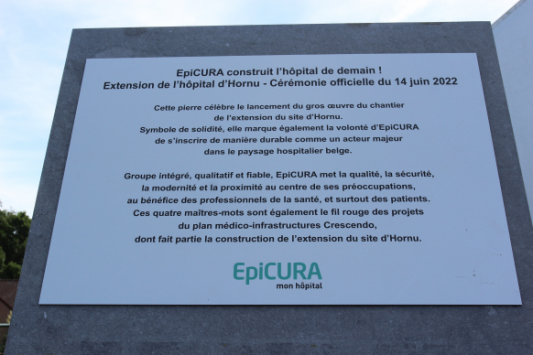 EpiCURA construit l'hôpital de demain !
Extension de l'hôpital d'Hornu - Cérémonie officielle du 14 juin 2022
Cette pierre célèbre le lancement du gros œuvre du chantier
de l'extension du site d'Hornu.
Symbole de solidité, elle marque également la volonté d'EpiCURA
de s'inscrire de manière durable comme un acteur majeur
dans le paysage hospitalier belge.
Groupe intégré, qualitatif et fiable, EpiCURA met la qualité, la sécurité,
la modernité et la proximité au centre de ses préoccupations,
au bénéfice des professionnels de la santé, et surtout des patients.
Ces quatre maîtres-mots sont également le fil rouge des projets
du plan médico-infrastructures Crescendo,
dont fait partie la construction de l'extension du site d'Hornu.
EpiCURA
mon hôpital